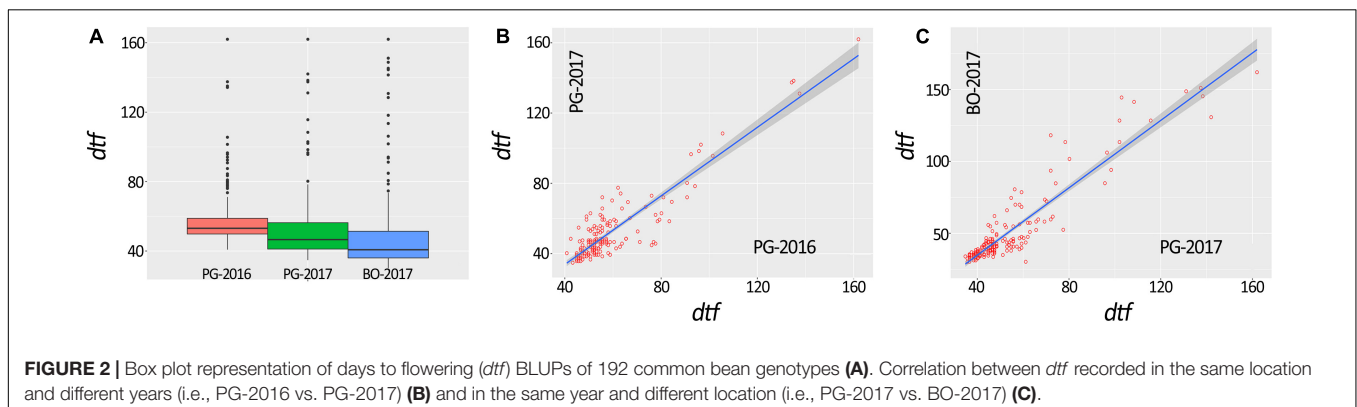 A
dtf
160
120
80
40
PG-2016
PG-2017
BO-2017
B
dtf
160
120
80
40
PG-2017
PG-2016
40
80
120
160
dtf
C
BO-2017
150
100
50
PG-2017
40
80
120
160
dtf
FIGURE 2 | Box plot representation of days to flowering (dtf) BLUPs of 192 common bean genotypes (A). Correlation between dtf recorded in the same location
and different years (i.e., PG-2016 vs. PG-2017) (B) and in the same year and different location (i.e., PG-2017 vs. BO-2017) (C).